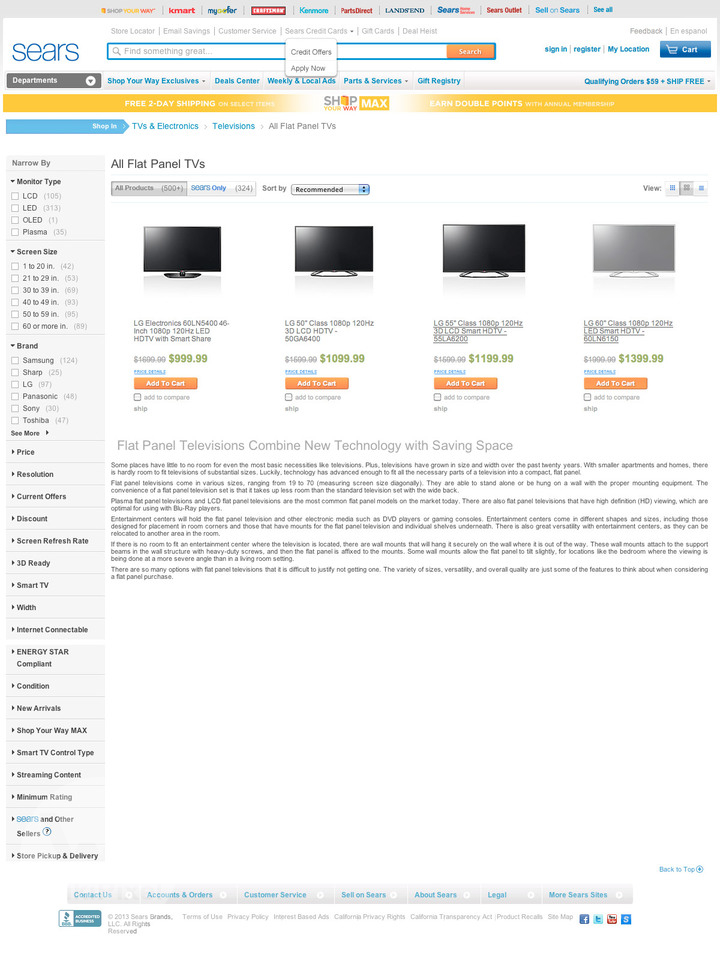 SHOP YOUR WAY
kmart
mygofer
CRAFTSMAN
Kenmore
PartsDirect
LANDS'END
Sears Home Services
Sears Outlet
Sell on Sears
See all
Store Locator | Email Savings | Customer Service | Sears Credit Cards | Gift Cards | Deal Heist
Feedback | En espanol
sears
Find something great...
Search
Credit Offers
Apply Now
sign in | register | My Location
Cart
Departments
Shop Your Way Exclusives
Deals Center
Weekly & Local Ads
Parts & Services
Gift Registry
Qualifying Orders $59 + SHIP FREE
FREE 2-DAY SHIPPING ON SELECT ITEMS
SHOP YOUR WAY MAX
EARN DOUBLE POINTS WITH ANNUAL MEMBERSHIP
Shop In
TVs & Electronics › Televisions › All Flat Panel TVs
Narrow By
Monitor Type
LCD (105)
LED (313)
OLED (1)
Plasma (35)
Screen Size
1 to 20 in. (42)
21 to 29 in. (53)
30 to 39 in. (69)
40 to 49 in. (93)
50 to 59 in. (95)
60 or more in. (89)
Brand
Samsung (124)
Sharp (25)
LG (97)
Panasonic (48)
Sony (30)
Toshiba (47)
See More
Price
Resolution
Current Offers
Discount
Screen Refresh Rate
3D Ready
Smart TV
Width
Internet Connectable
ENERGY STAR
Compliant
Condition
New Arrivals
Shop Your Way MAX
Smart TV Control Type
Streaming Content
Minimum Rating
sears and Other
Sellers ?
Store Pickup & Delivery
All Flat Panel TVs
All Products (500+)
sears Only (324)
Sort by
Recommended
View:
LG Electronics 60LN5400 46-
Inch 1080p 120Hz LED
HDTV with Smart Share
$1699.99 $999.99
PRICE DETAILS
Add To Cart
add to compare
ship
LG 50" Class 1080p 120Hz
3D LCD HDTV -
50GA6400
$1599.99 $1099.99
PRICE DETAILS
Add To Cart
add to compare
ship
LG 55" Class 1080p 120Hz
3D LCD Smart HDTV -
55LA6200
$1499.99 $1199.99
PRICE DETAILS
Add To Cart
add to compare
ship
LG 60" Class 1080p 120Hz
LED Smart HDTV -
60LN6150
$1999.99 $1399.99
PRICE DETAILS
Add To Cart
add to compare
ship
Flat Panel Televisions Combine New Technology with Saving Space
Some places have little to no room for even the most basic necessities like televisions. Plus, televisions have grown in size and width over the past twenty years. With smaller apartments and homes, there
is hardly room to fit televisions of substantial sizes. Luckily, technology has advanced enough to fit all the necessary parts of a television into a compact, flat panel.
Flat panel televisions come in various sizes, ranging from 19 to 70 (measuring screen size diagonally). They are able to stand alone or be hung on a wall with the proper mounting equipment. The
convenience of a flat panel television set is that it takes up less room than the standard television set with the wide back.
Plasma flat panel televisions and LCD flat panel televisions are the most common flat panel models on the market today. There are also flat panel televisions that have high definition (HD) viewing, which are
optimal for using with Blu-Ray players.
Entertainment centers will hold the flat panel television and other electronic media such as DVD players or gaming consoles. Entertainment centers come in different shapes and sizes, including those
designed for placement in room corners and those that have mounts for the flat panel television and individual shelves underneath. There is also great versatility with entertainment centers, as they can be
relocated to another area in the room.
If there is no room to fit an entertainment center where the television is located, there are wall mounts that will hang it securely on the wall where it is out of the way. These wall mounts attach to the support
beams in the wall structure with heavy-duty screws, and then the flat panel is affixed to the mounts. Some wall mounts allow the flat panel to tilt slightly, for locations like the bedroom where the viewing is
being done at a more severe angle than in a living room setting.
There are so many options with flat panel televisions that it is difficult to justify not getting one. The variety of sizes, versatility, and overall quality are just some of the features to think about when considering
a flat panel purchase.
Back to Top
Contact Us
Accounts & Orders
Customer Service
Sell on Sears
About Sears
Legal
More Sears Sites
BBB ACCREDITED BUSINESS
© 2013 Sears Brands,
LLC. All Rights
Reserved
Terms of Use Privacy Policy Interest Based Ads California Privacy Rights California Transparency Act | Product Recalls Site Map